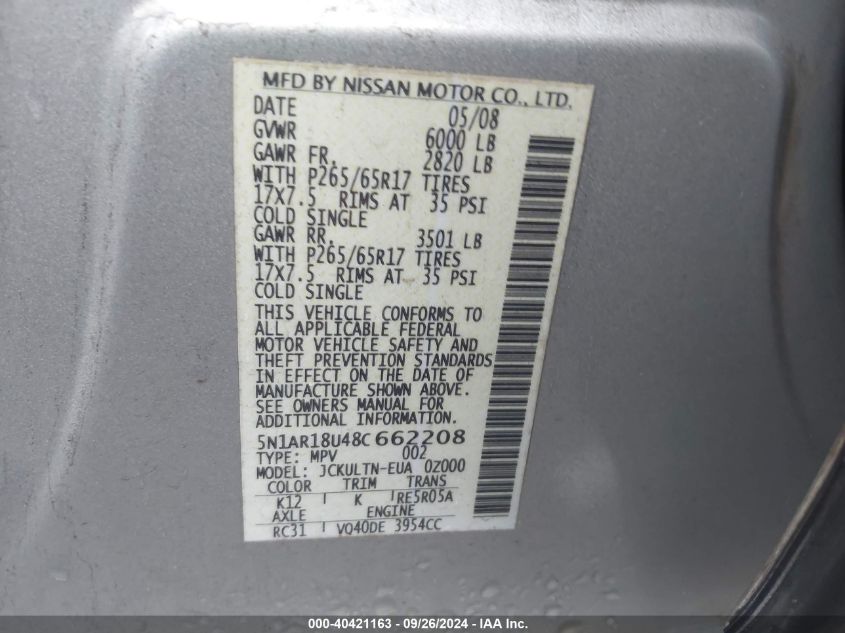 MFD BY NISSAN MOTOR CO., LTD.
DATE 05/08
GVWR 6000 LB
GAWR FR. 2820 LB
WITH P265/65R17 TIRES
17X7.5 RIMS AT 35 PSI
COLD SINGLE
GAWR RR. 3501 LB
WITH P265/65R17 TIRES
17X7.5 RIMS AT 35 PSI
COLD SINGLE
THIS VEHICLE CONFORMS TO
ALL APPLICABLE FEDERAL
MOTOR VEHICLE SAFETY AND
THEFT PREVENTION STANDARDS
IN EFFECT ON THE DATE OF
MANUFACTURE SHOWN ABOVE.
SEE OWNERS MANUAL FOR
ADDITIONAL INFORMATION.
5N1AR18U48C 662208
TYPE: MPV 002
MODEL: JCKULTN-EUA 0Z000
COLOR TRIM TRANS
K12 K RE5R05A
AXLE ENGINE
RC31 VQ40DE 3954CC
000-40421163 - 09/26/2024 - IAA Inc.